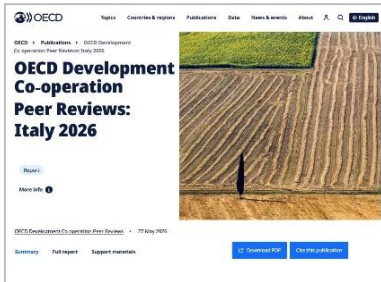 OECD
Topics Countries & regions Publications Data News & events About English
OECD > Publications > OECD Development
Co-operation Peer Reviews: Italy 2026
OECD Development
Co-operation
Peer Reviews:
Italy 2026
Report
More info
OECD Development Co-operation Peer Reviews • 22 May 2026
Summary Full report Support materials
Download PDF Cite this publication